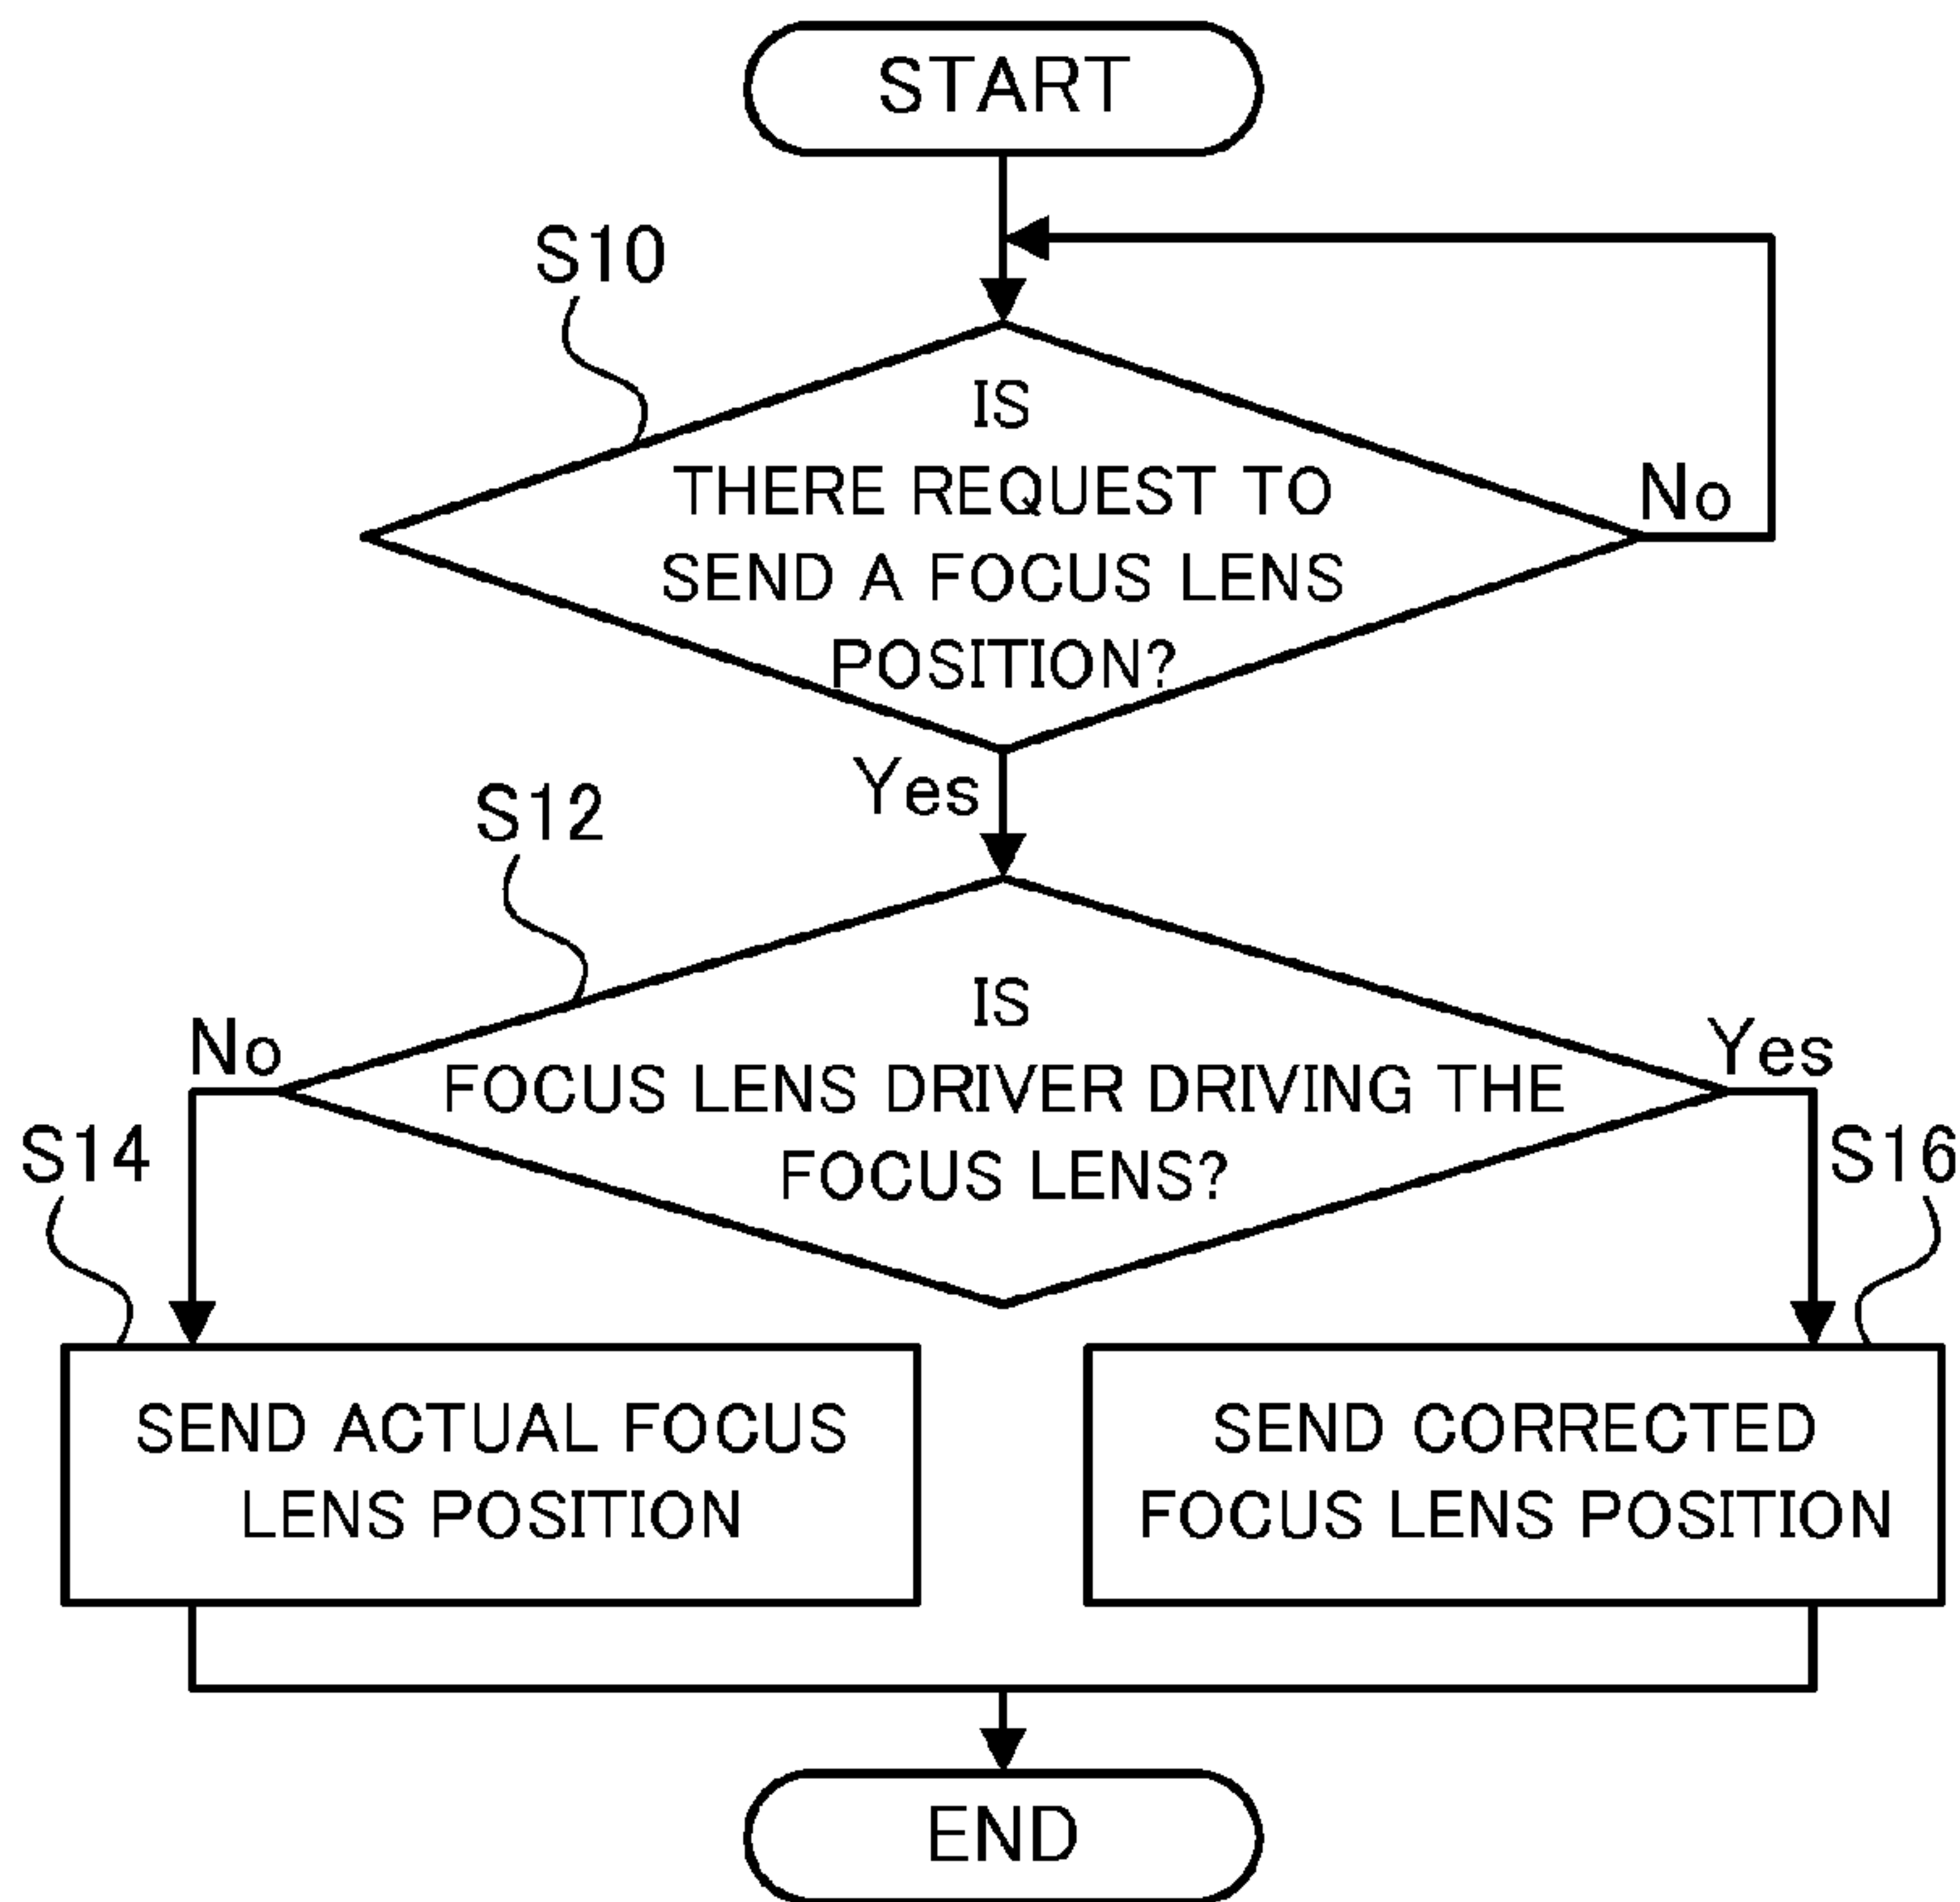 START
S10
IS
THERE REQUEST TO
SEND A FOCUS LENS
POSITION?
No
Yes
S12
IS
FOCUS LENS DRIVER DRIVING THE
FOCUS LENS?
No
Yes
S14
S16
SEND ACTUAL FOCUS
LENS POSITION
SEND CORRECTED
FOCUS LENS POSITION
END